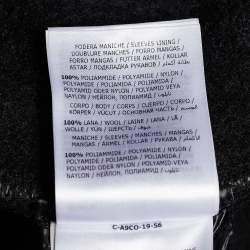 FODERA MANICHE / SLEEVES LINING /
DOUBLURE MANCHES / FORRO MANGAS /
FORRO MANGAS / FUTTER ÄRMEL / KOLLAR
ASTAR / ПОДКЛАДКА РУКАВОВ /
100% POLIAMMIDE / POLYAMIDE / NYLON /
POLYAMIDE / POLIAMIDA / POLIAMIDA /
POLYAMID ODER NYLON / POLYAMID VEYA
NAYLON / НЕЙЛОН, ПОЛИАМИД /
CORPO / BODY / CORPS / CUERPO / CORPO /
KÖRPER / VÜCUT / ОСНОВНАЯ ЧАСТЬ /
100% LANA / WOOL / LAINE / LANA / LÃ /
WOLLE / YÜN / ШЕРСТЬ /
MANICHE / SLEEVES / MANCHES / MANGAS /
MANGAS / ÄRMEL / KOLLAR / РУКАВА /
100% POLIAMMIDE / POLYAMIDE / NYLON /
POLYAMIDE / POLIAMIDA / POLIAMIDA /
POLYAMID ODER NYLON / POLYAMID VEYA
NAYLON / НЕЙЛОН, ПОЛИАМИД /
C-A9CO-19-56